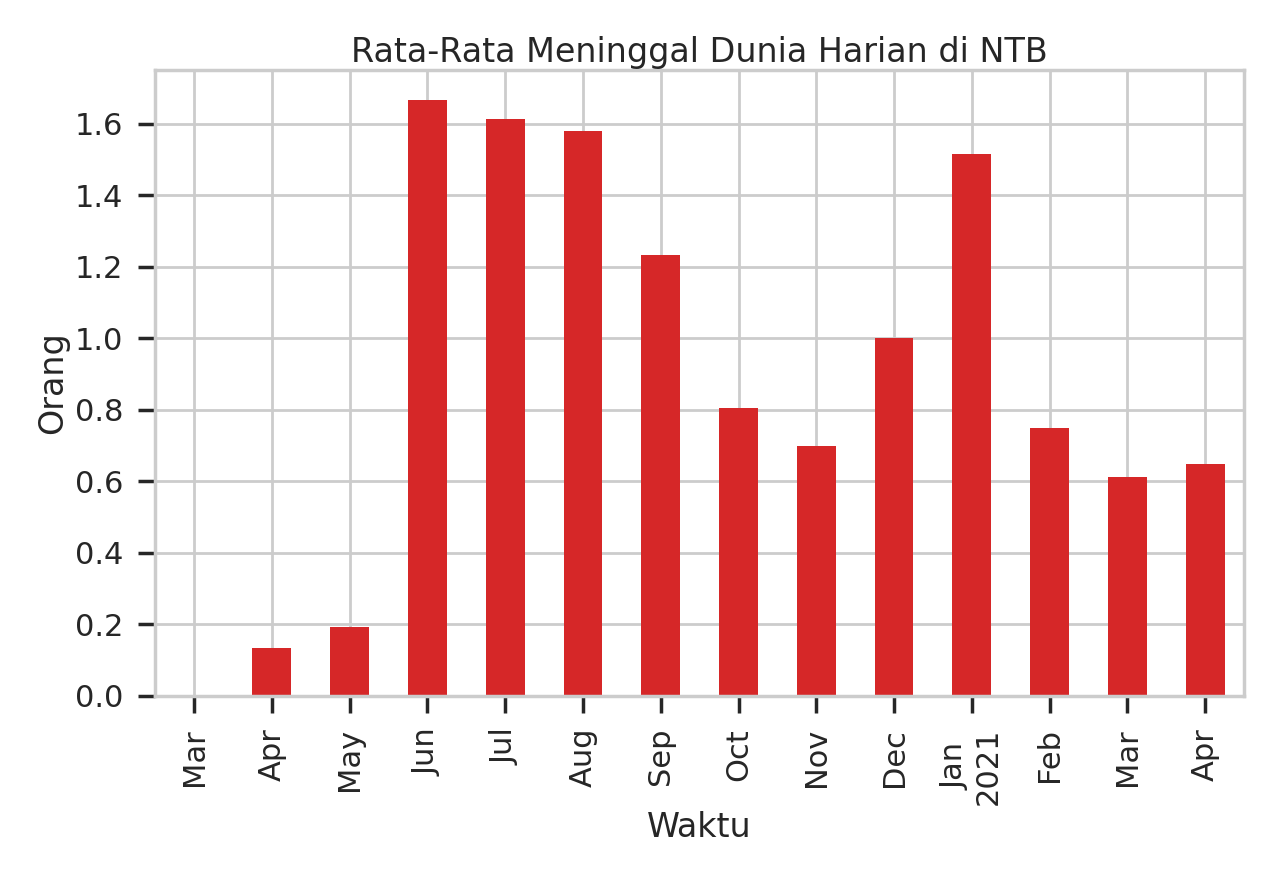 Rata-Rata Meninggal Dunia Harian di NTB
Orang
1.6
1.4
1.2
1.0
0.8
0.6
0.4
0.2
0.0
Mar
Apr
May
Jun
Jul
Aug
Sep
Oct
Nov
Dec
Jan
2021
Feb
Mar
Apr
Waktu